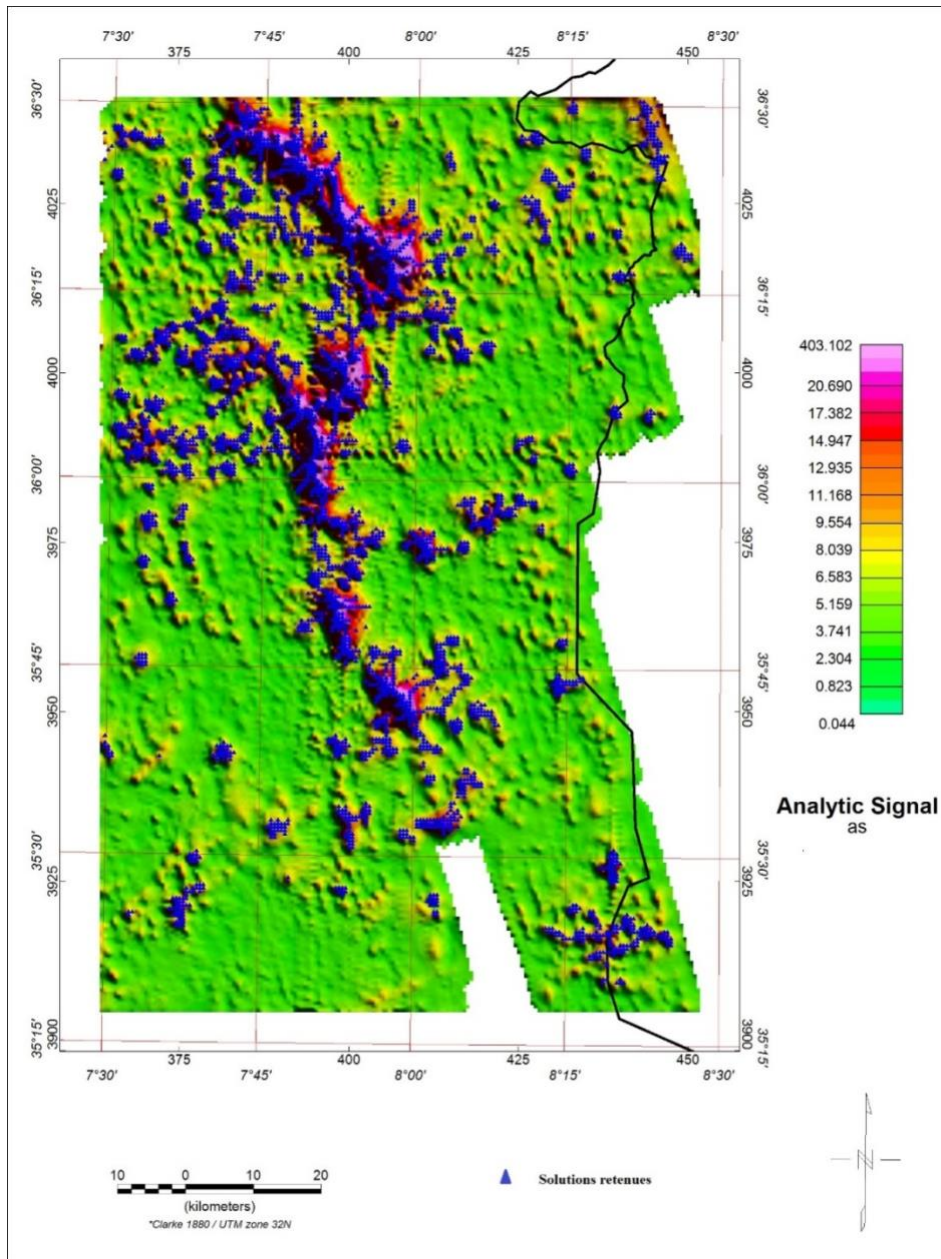 7°30' 7°45' 8°00' 8°15' 8°30'
375 400 425 450
36°30' 36°30'
4025 4025
36°15' 36°15'
4000 4000
36°00' 36°00'
3975 3975
35°45' 35°45'
3950 3950
35°30' 35°30'
3925 3925
3900 3900
35°15' 35°15'
375 400 425 450
7°30' 7°45' 8°00' 8°15' 8°30'
403.102
20.690
17.382
14.947
12.935
11.168
9.554
8.039
6.583
5.159
3.741
2.304
0.823
0.044
Analytic Signal
as
10 0 10 20
(kilometers)
*Clarke 1880 / UTM zone 32N
Solutions retenues
N